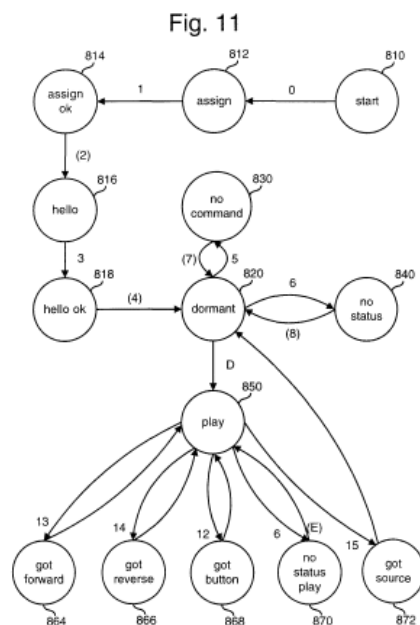 Fig. 11
814
812
810
assign
ok
1
assign
0
start
(2)
816
830
hello
no
command
3
(7)
5
818
820
840
hello ok
(4)
dormant
6
no
status
(8)
D
850
play
13
14
12
6
(E)
15
got
forward
got
reverse
got
button
no
status
play
got
source
864
866
868
870
872